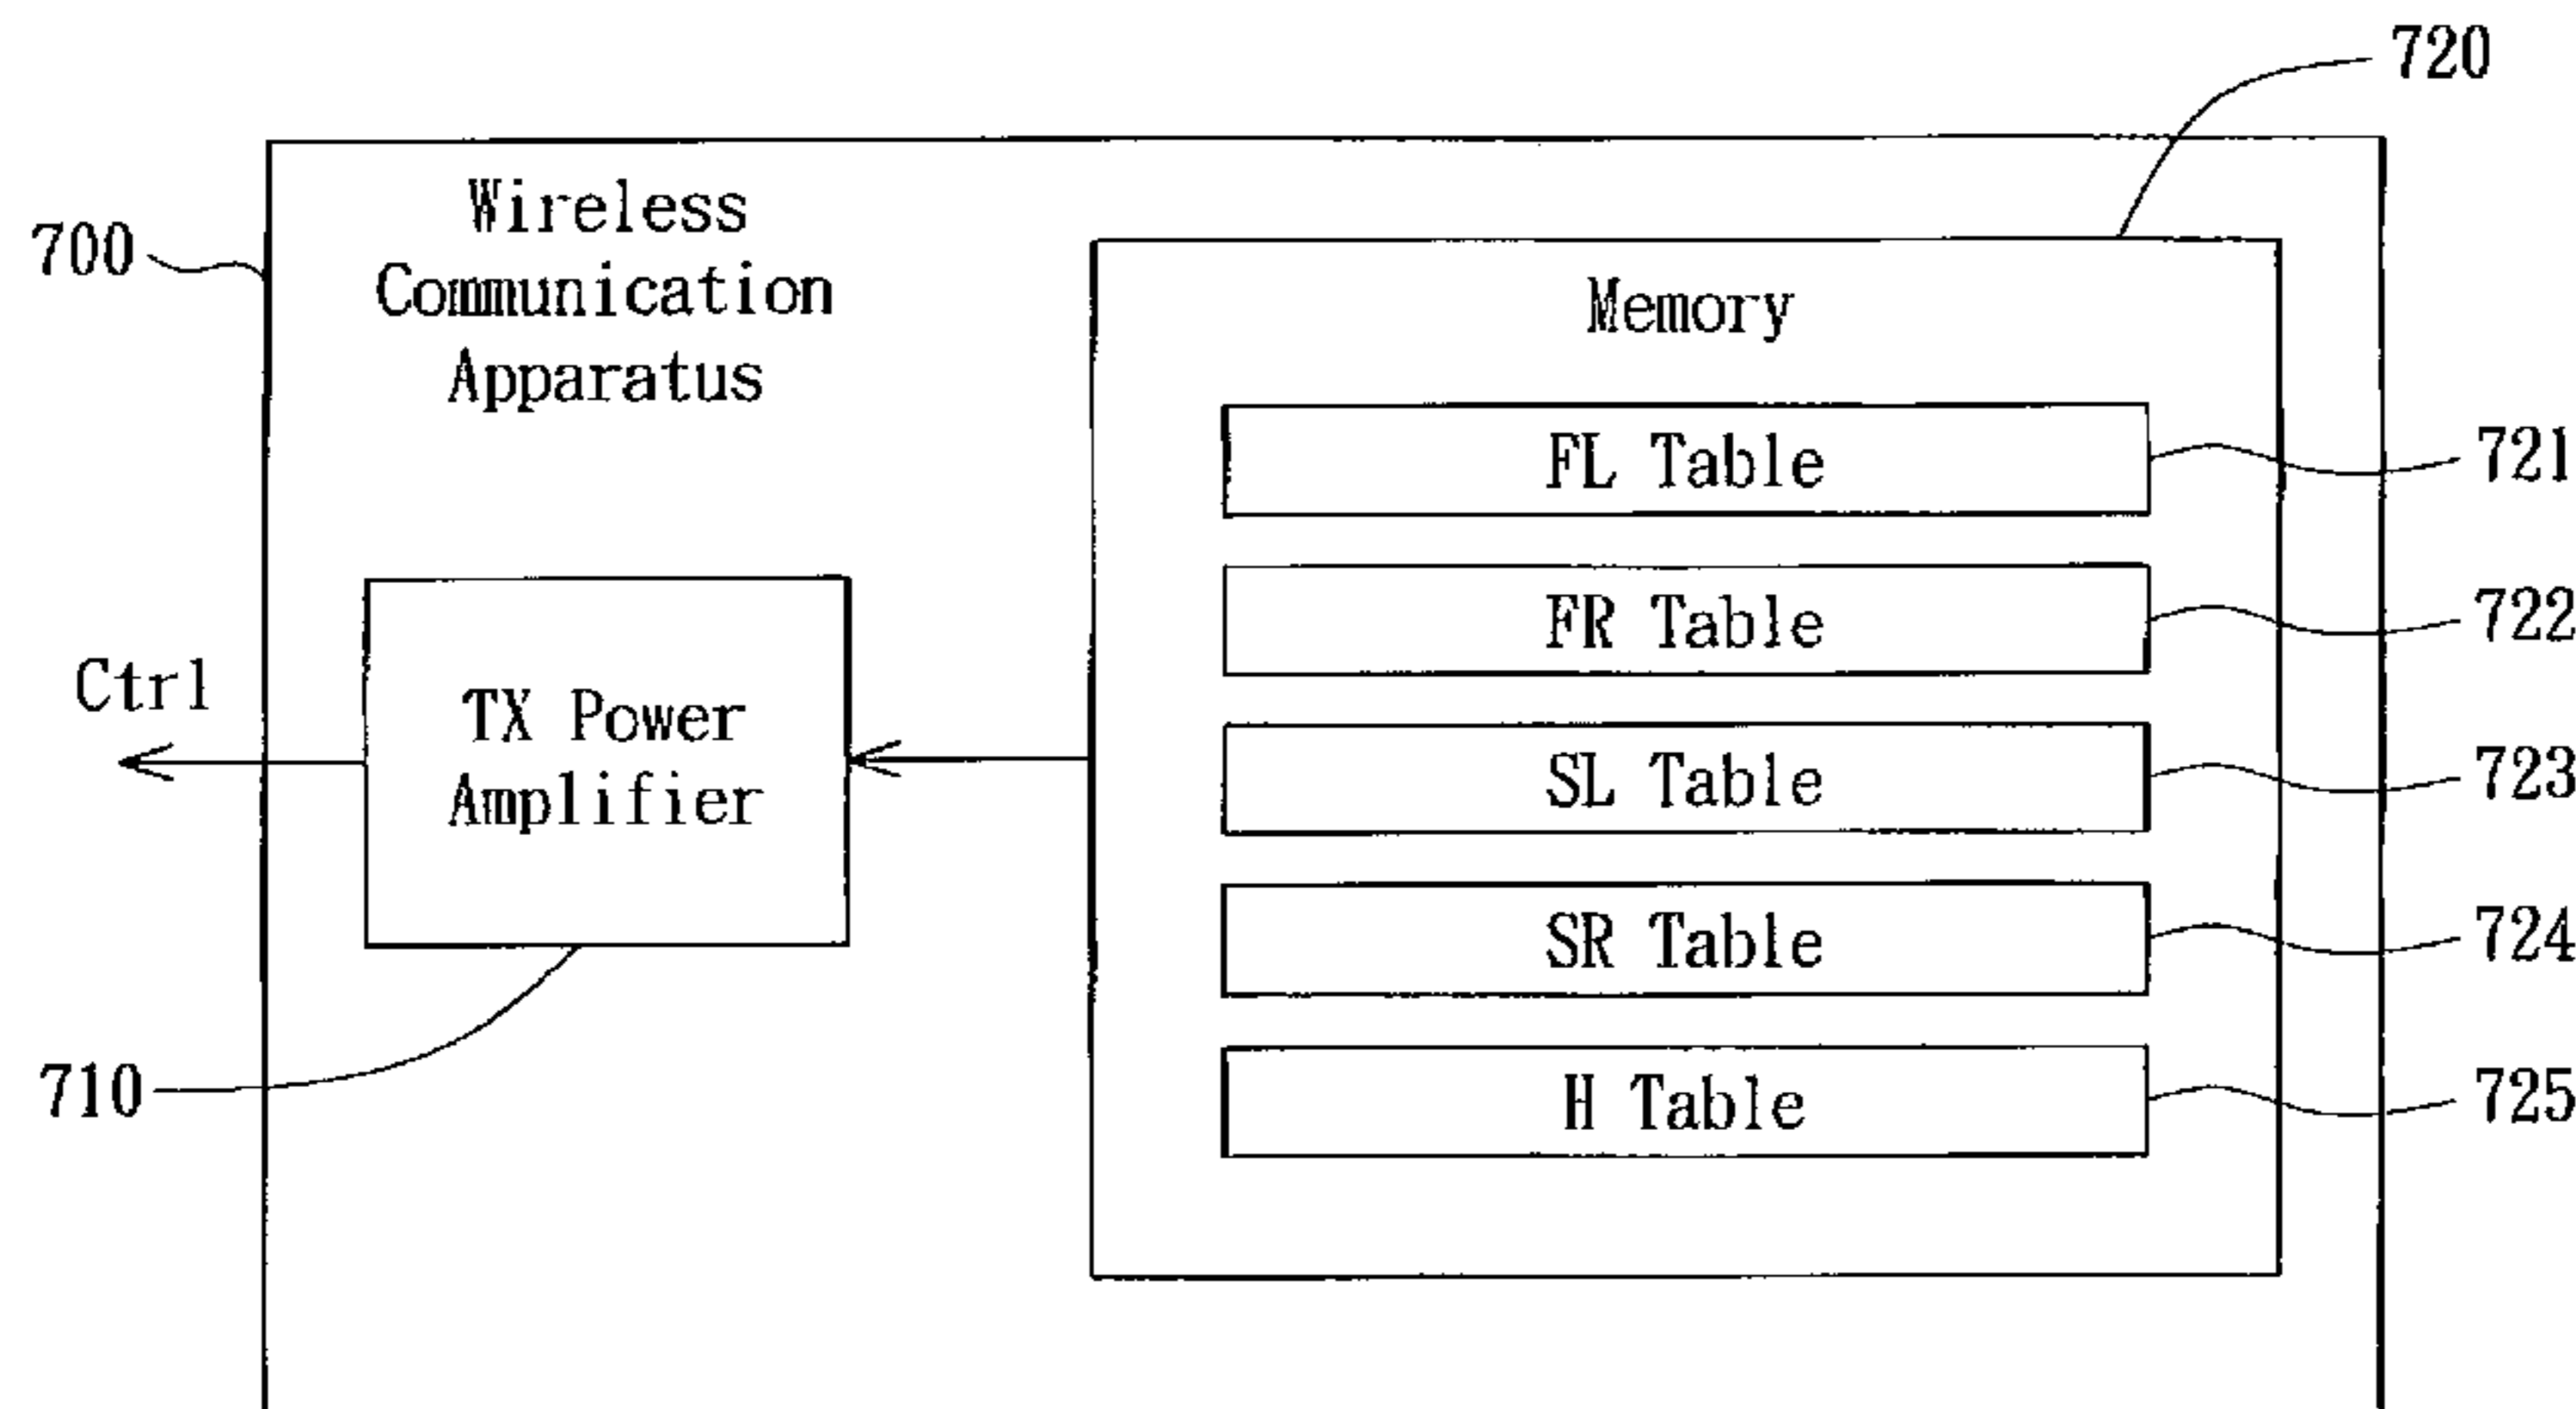 720
700
Wireless
Communication
Apparatus
Memory
FL Table
721
FR Table
722
Ctrl
TX Power
Amplifier
SL Table
723
SR Table
724
710
H Table
725